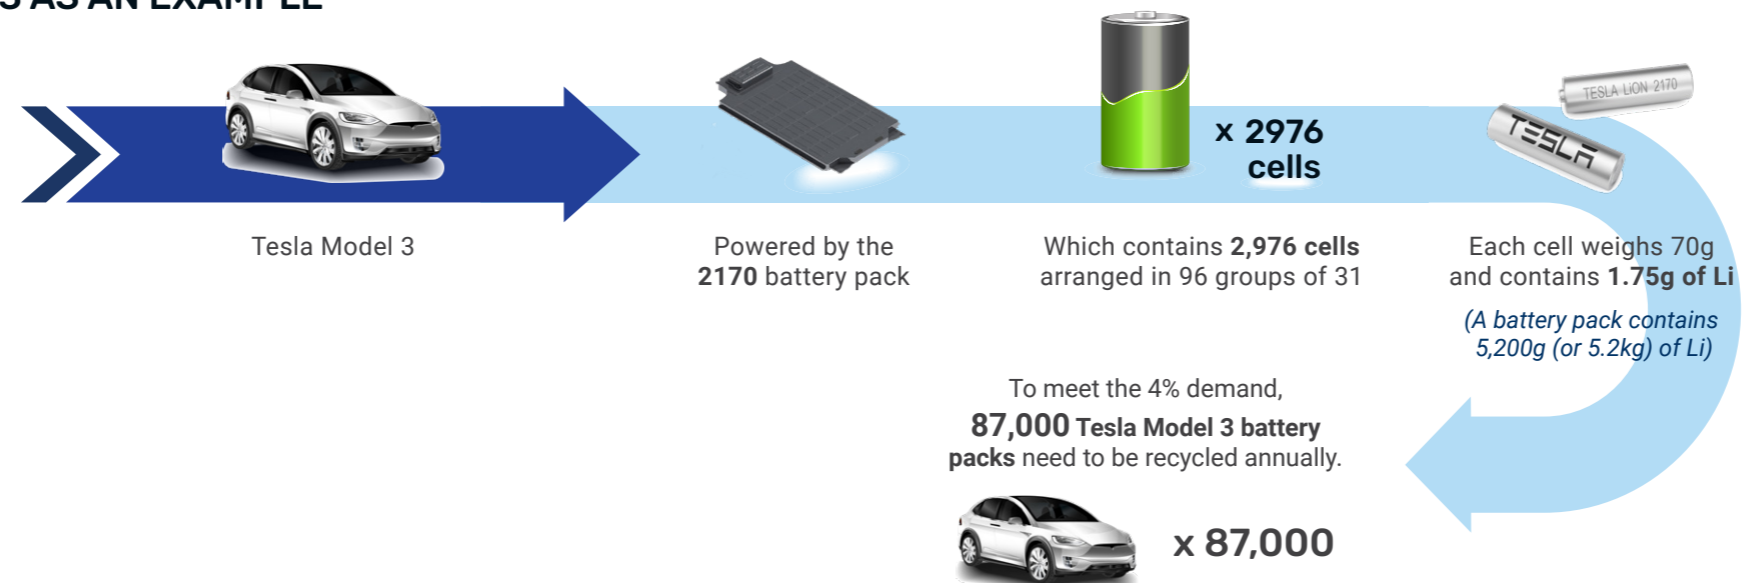 S AS AN EXAMPLE
x 2976
cells
TESLA LiON 2170
TESLA
Tesla Model 3
Powered by the
2170 battery pack
Which contains 2,976 cells
arranged in 96 groups of 31
Each cell weighs 70g
and contains 1.75g of Li
(A battery pack contains
5,200g (or 5.2kg) of Li)
To meet the 4% demand,
87,000 Tesla Model 3 battery
packs need to be recycled annually.
x 87,000